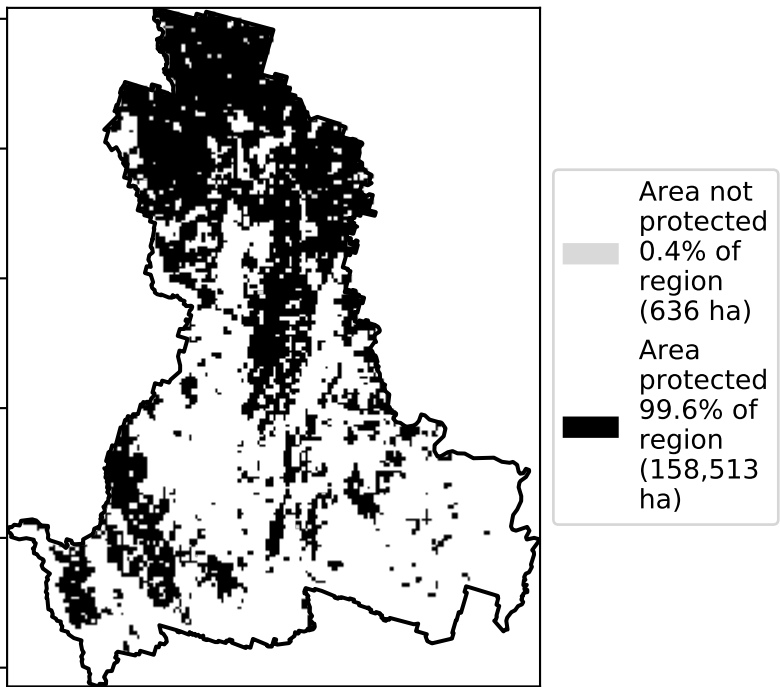 Area not
protected
0.4% of
region
(636 ha)
Area
protected
99.6% of
region
(158,513
ha)